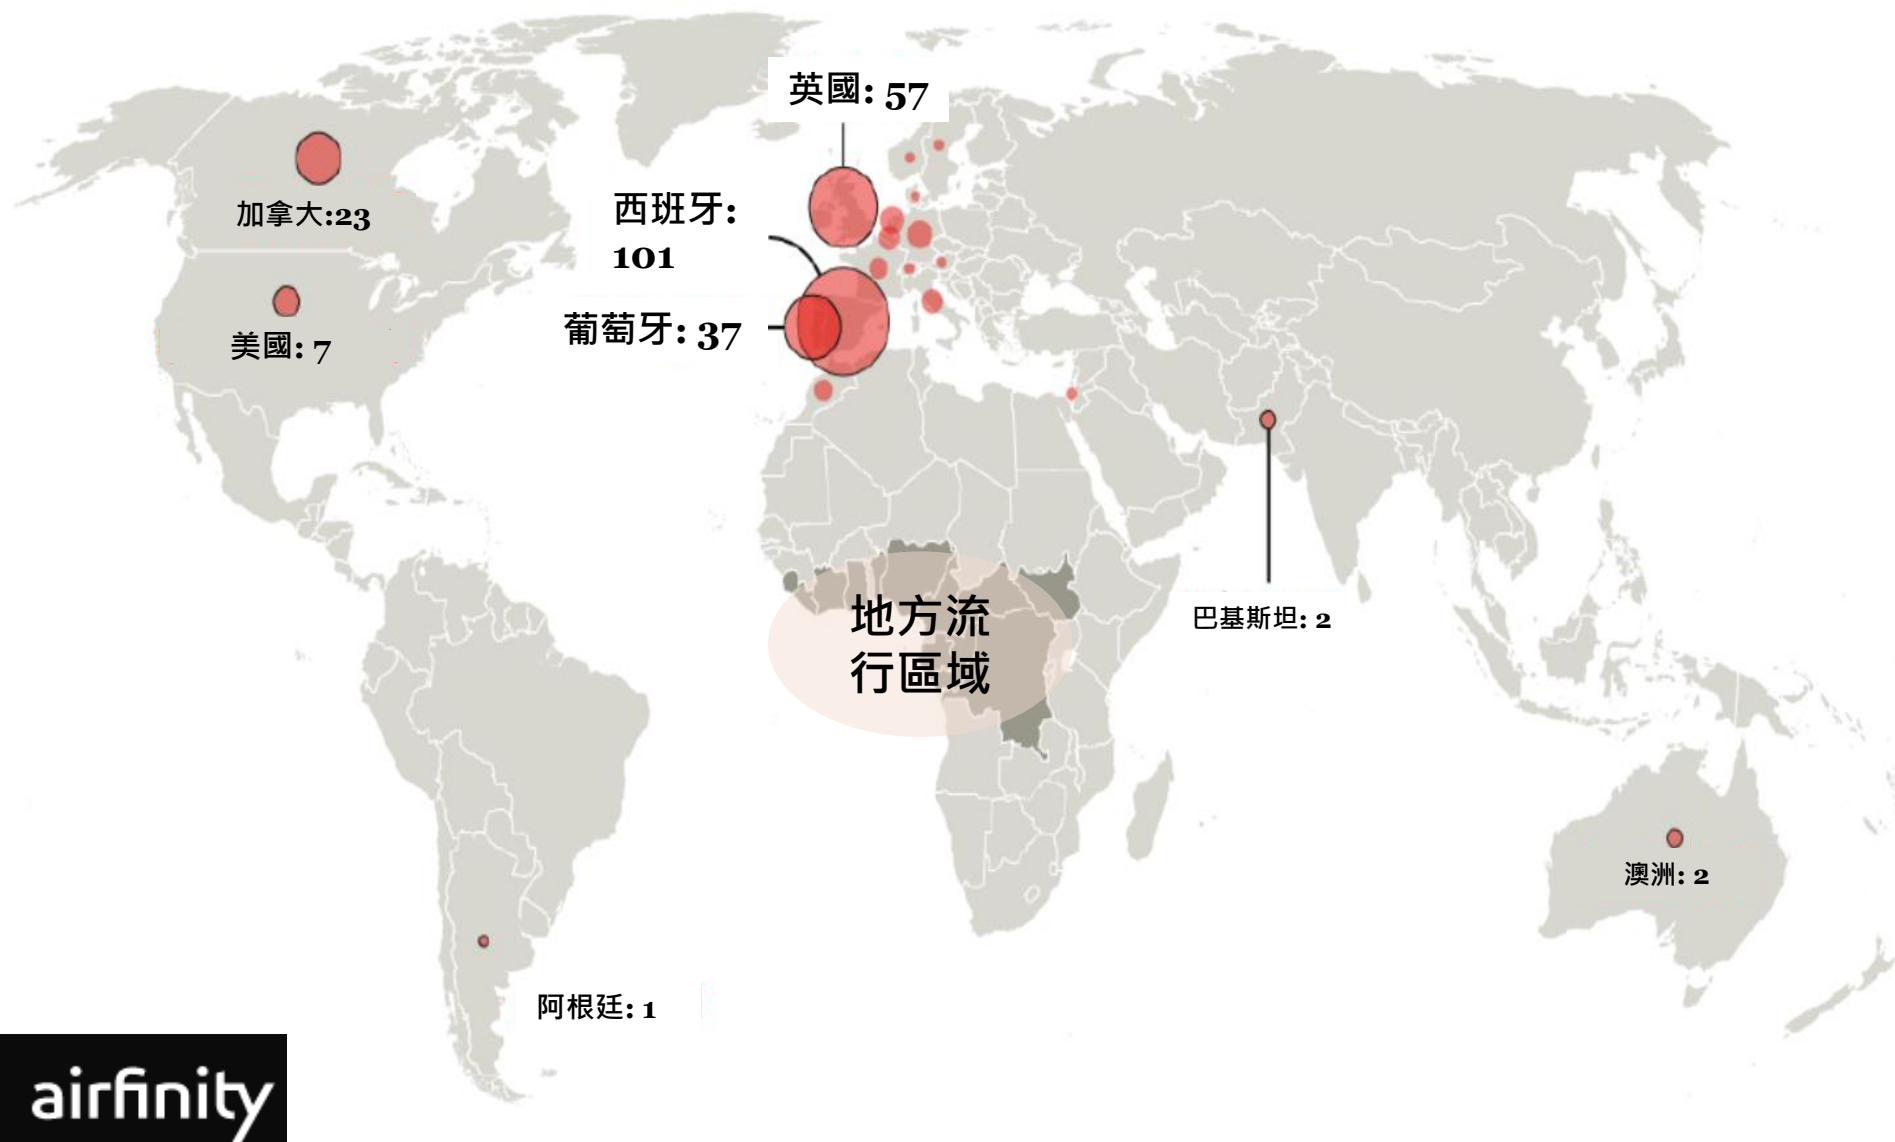 英國: 57
加拿大:23
西班牙:
101
葡萄牙: 37
美國: 7
地方流
行區域
巴基斯坦: 2
澳洲: 2
阿根廷: 1
airfinity